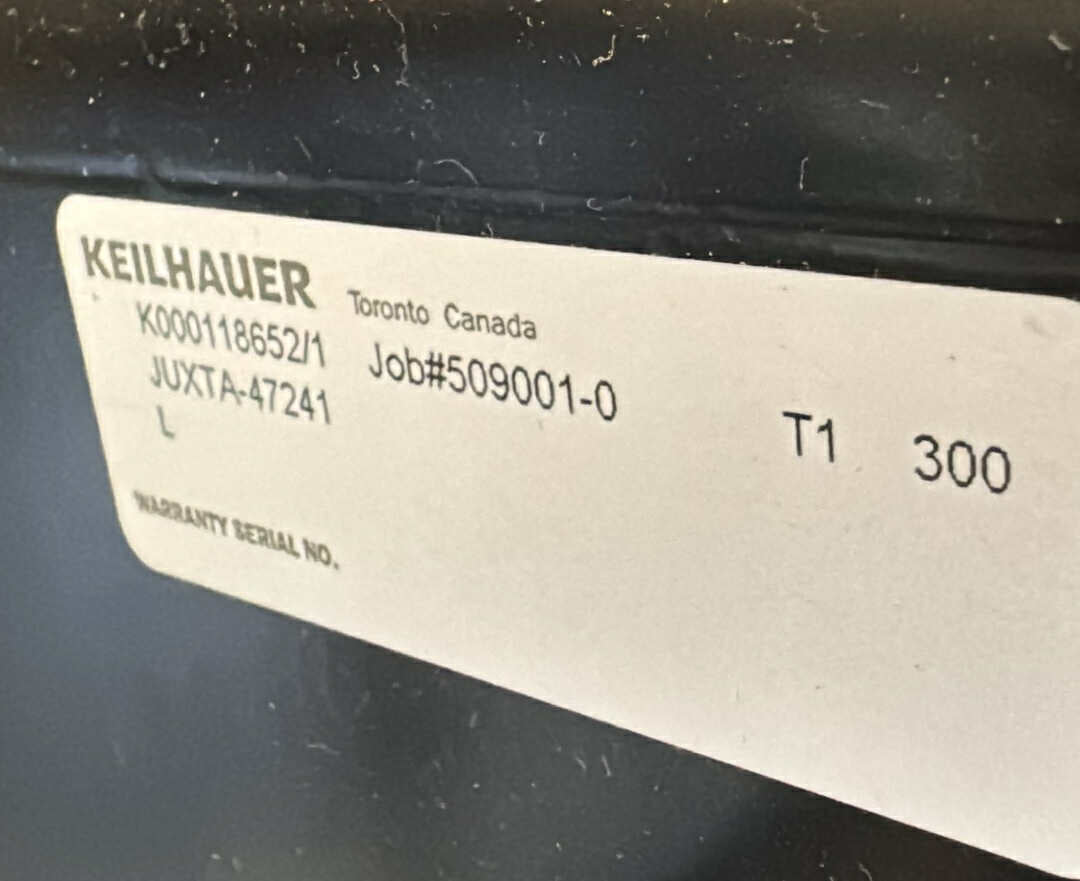 KEILHAUER Toronto Canada
K000118652/1 Job#509001-0 T1 300
JUXTA-47241
L
WARRANTY SERIAL NO.